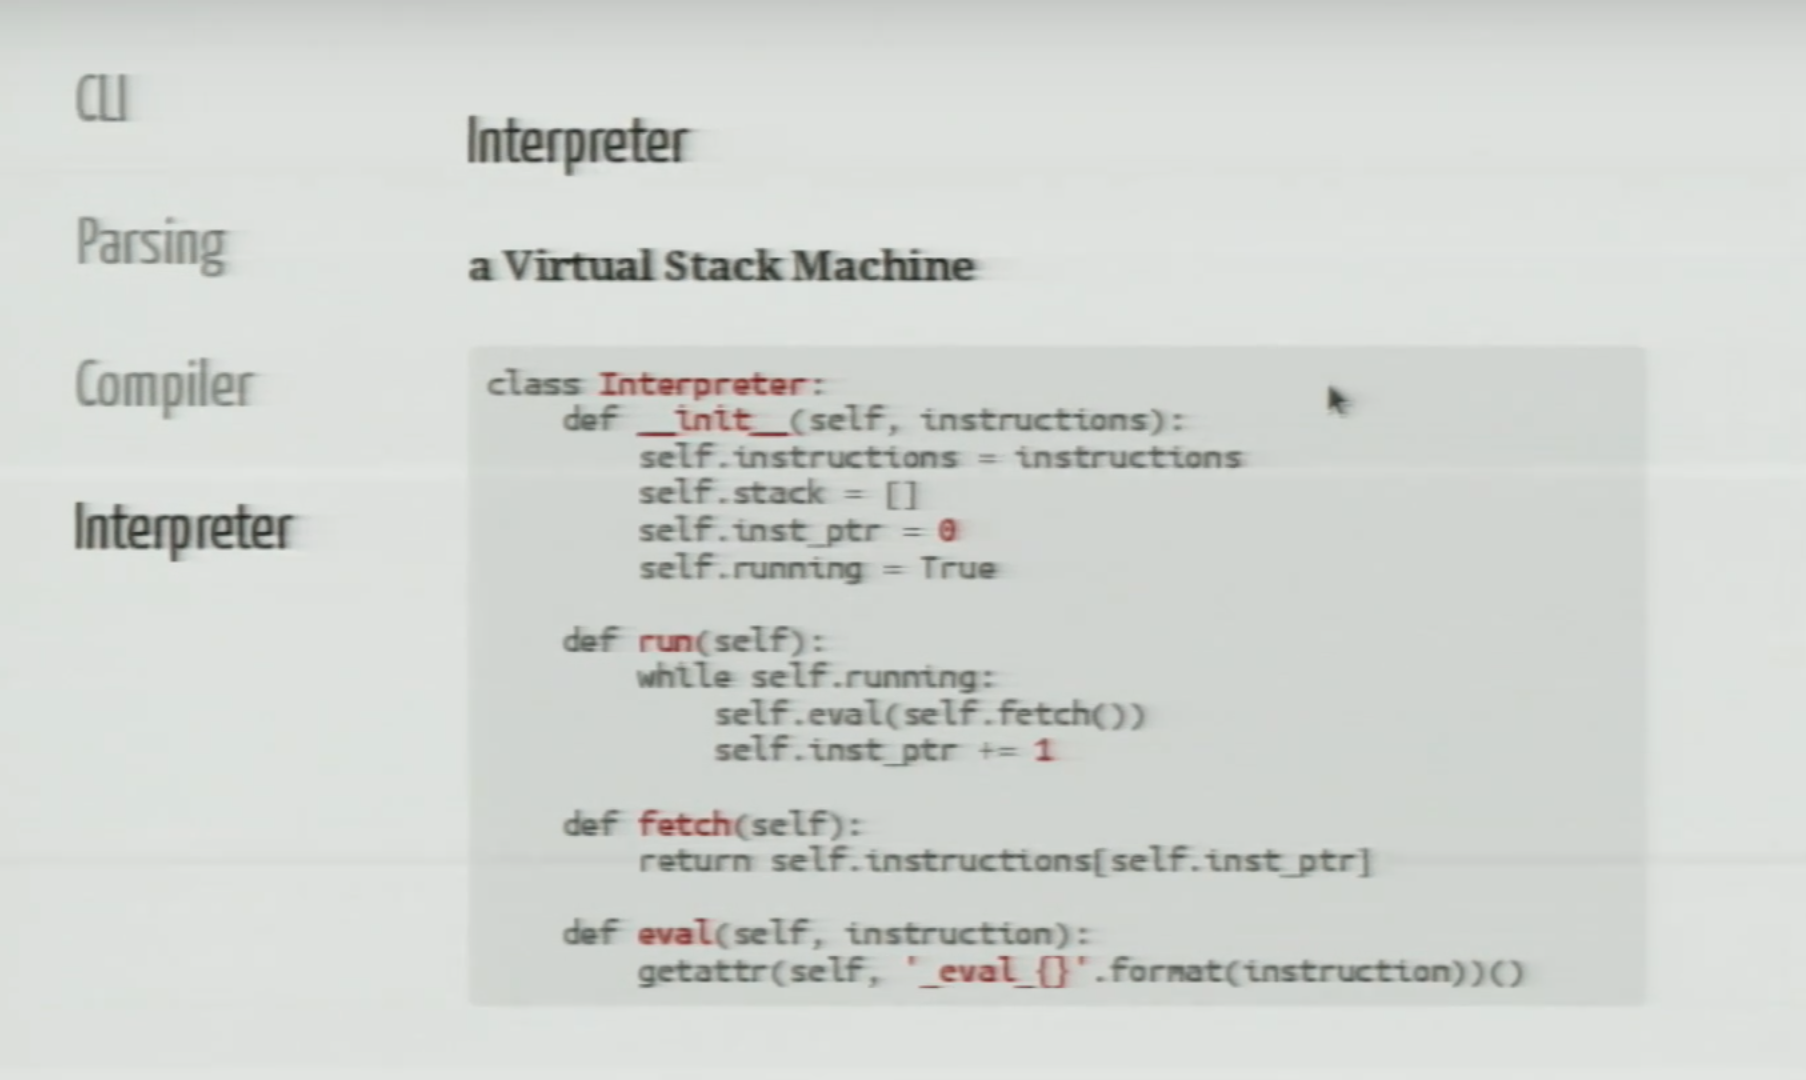 CLI
Parsing
Compiler
Interpreter
Interpreter
a Virtual Stack Machine
class Interpreter:
    def __init__(self, instructions):
        self.instructions = instructions
        self.stack = []
        self.inst_ptr = 0
        self.running = True

    def run(self):
        while self.running:
            self.eval(self.fetch())
            self.inst_ptr += 1

    def fetch(self):
        return self.instructions[self.inst_ptr]

    def eval(self, instruction):
        getattr(self, '_eval_{}'.format(instruction))()